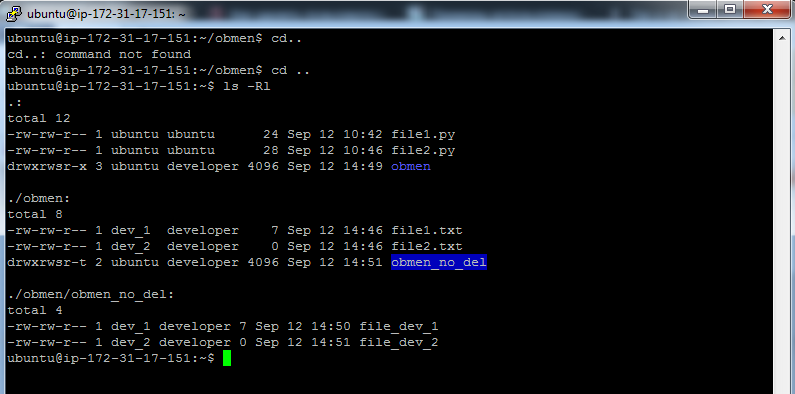 ubuntu@ip-172-31-17-151: ~
ubuntu@ip-172-31-17-151:~/obmen$ cd..
cd..: command not found
ubuntu@ip-172-31-17-151:~/obmen$ cd ..
ubuntu@ip-172-31-17-151:~$ ls -Rl
.:
total 12
-rw-rw-r-- 1 ubuntu ubuntu      24 Sep 12 10:42 file1.py
-rw-rw-r-- 1 ubuntu ubuntu      28 Sep 12 10:46 file2.py
drwxrwsr-x 3 ubuntu developer 4096 Sep 12 14:49 obmen
./obmen:
total 8
-rw-rw-r-- 1 dev_1  developer    7 Sep 12 14:46 file1.txt
-rw-rw-r-- 1 dev_2  developer    0 Sep 12 14:46 file2.txt
drwxrwsr-t 2 ubuntu developer 4096 Sep 12 14:51 obmen_no_del
./obmen/obmen_no_del:
total 4
-rw-rw-r-- 1 dev_1 developer 7 Sep 12 14:50 file_dev_1
-rw-rw-r-- 1 dev_2 developer 0 Sep 12 14:51 file_dev_2
ubuntu@ip-172-31-17-151:~$